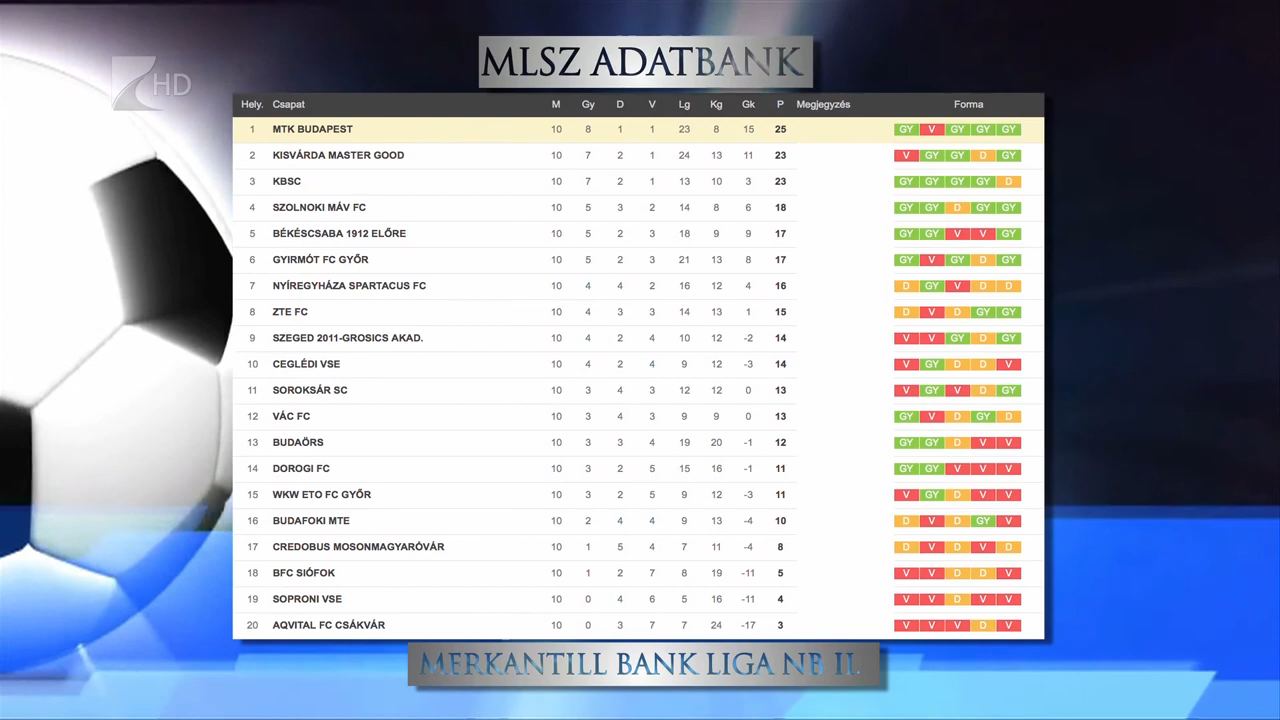 HD
MLSZ ADATBANK
Hely. Csapat M Gy D V Lg Kg Gk P Megjegyzés Forma
1 MTK BUDAPEST 10 8 1 1 23 8 15 25 GY V GY GY GY
2 KISVÁRDA MASTER GOOD 10 7 2 1 24 13 11 23 V GY GY D GY
3 KBSC 10 7 2 1 13 10 3 23 GY GY GY GY D
4 SZOLNOKI MÁV FC 10 5 3 2 14 8 6 18 GY GY D GY GY
5 BÉKÉSCSABA 1912 ELŐRE 10 5 2 3 18 9 9 17 GY GY V V GY
6 GYIRMÓT FC GYŐR 10 5 2 3 21 13 8 17 GY V GY D GY
7 NYÍREGYHÁZA SPARTACUS FC 10 4 4 2 16 12 4 16 D GY V D D
8 ZTE FC 10 4 3 3 14 13 1 15 D V D GY GY
9 SZEGED 2011-GROSICS AKAD. 10 4 2 4 10 12 -2 14 V V GY D GY
10 CEGLÉDI VSE 10 4 2 4 9 12 -3 14 V GY D D V
11 SOROKSÁR SC 10 3 4 3 12 12 0 13 V GY V D GY
12 VÁC FC 10 3 4 3 9 9 0 13 GY V D GY D
13 BUDAÖRS 10 3 3 4 19 20 -1 12 GY GY D V V
14 DOROGI FC 10 3 2 5 15 16 -1 11 GY GY V V V
15 WKW ETO FC GYŐR 10 3 2 5 9 12 -3 11 V GY D V V
16 BUDAFOKI MTE 10 2 4 4 9 13 -4 10 D V D GY V
17 CREDOBUS MOSONMAGYARÓVÁR 10 1 5 4 7 11 -4 8 D V D V D
18 BFC SIÓFOK 10 1 2 7 8 19 -11 5 V V D D V
19 SOPRONI VSE 10 0 4 6 5 16 -11 4 V V D V V
20 AQVITAL FC CSÁKVÁR 10 0 3 7 7 24 -17 3 V V V D V
MERKANTILL BANK LIGA NB II.